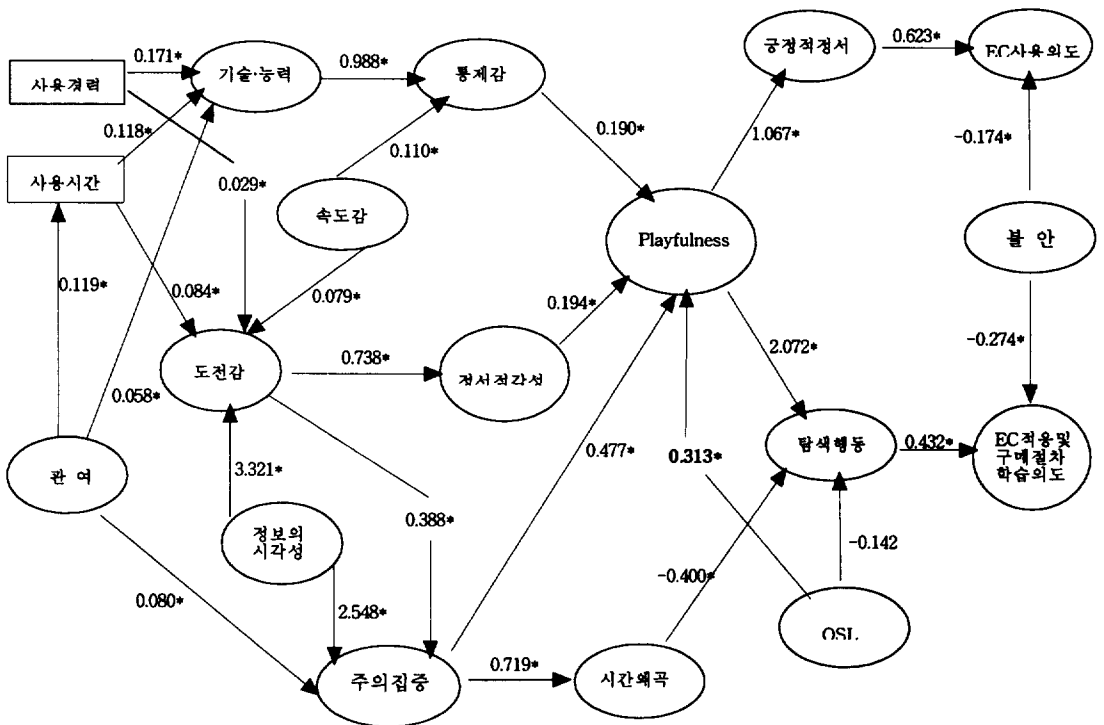 긍정적정서
0.623*
EC사용의도
0.171*
기술·능력
0.988*
통제감
사용경력
0.190*
1.067*
-0.174*
0.118*
0.110*
사용시간
0.029*
속도감
Playfulness
불 안
0.119*
0.084*
0.079*
0.194*
2.072*
-0.274*
도전감
0.738*
정서적각성
0.058*
0.477*
0.313*
탐색행동
0.432*
EC적용및
구매절차
학습의도
관 여
3.321*
0.388*
정보의
시각성
-0.142
-0.400*
0.080*
2.548*
OSL
주의집중
0.719*
시간왜곡